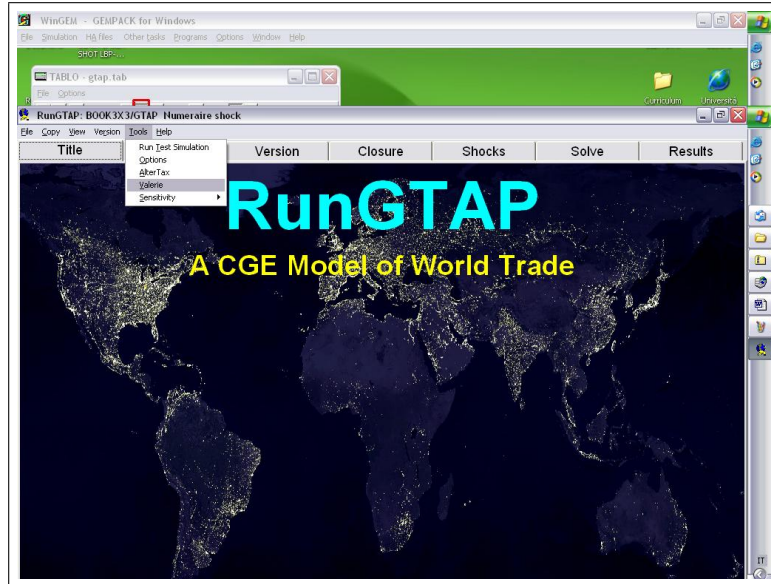 WinGEM - GEMPACK for Windows
File Simulation HA files Other tasks Programs Options Window Help
SHOT LBP-...
TABLO - gtap.tab
File Options
Curriculum Università
RunGTAP: BOOK3X3/GTAP Numeraire shock
File Copy View Version Tools Help
Title Version Closure Shocks Solve Results
Run Test Simulation
Options
AlterTax
Valerie
Sensitivity
RunGTAP
A CGE Model of World Trade
IT